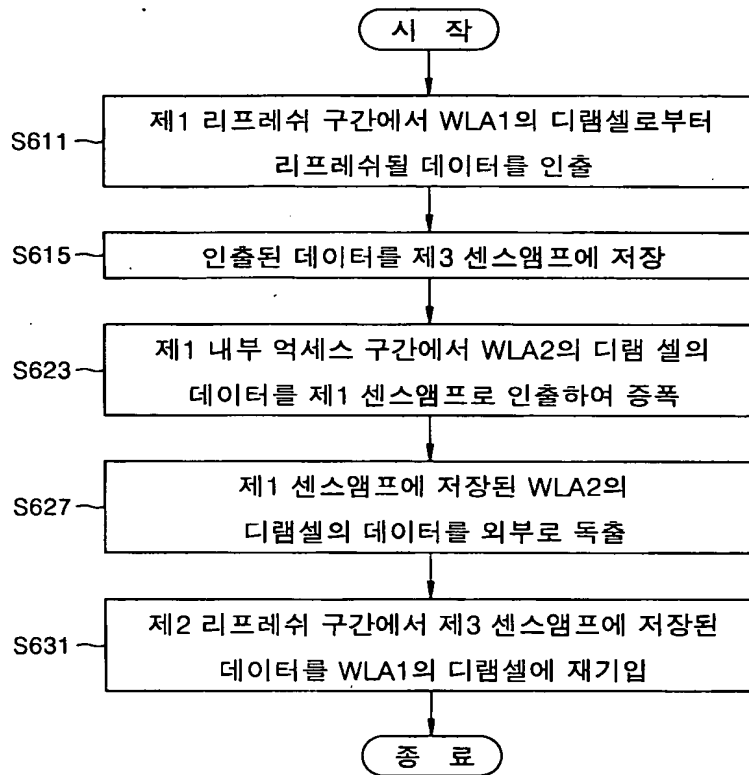 시 작
S611
제1 리프레쉬 구간에서 WLA1의 디램셀로부터
리프레쉬될 데이터를 인출
S615
인출된 데이터를 제3 센스앰프에 저장
S623
제1 내부 억세스 구간에서 WLA2의 디램 셀의
데이터를 제1 센스앰프로 인출하여 증폭
S627
제1 센스앰프에 저장된 WLA2의
디램셀의 데이터를 외부로 독출
S631
제2 리프레쉬 구간에서 제3 센스앰프에 저장된
데이터를 WLA1의 디램셀에 재기입
종 료